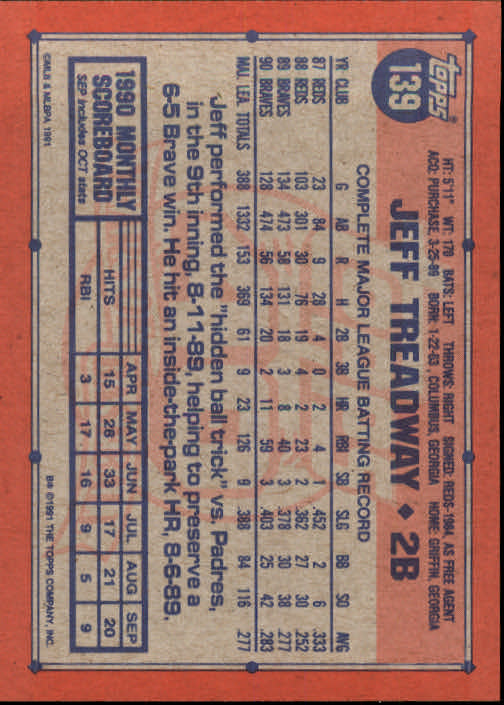 TOPPS®
139
JEFF TREADWAY ◆ 2B
HT: 5'11" WT: 170 BATS: LEFT THROWS: RIGHT SIGNED: REDS-1984, AS FREE AGENT
ACQ: PURCHASE, 3-25-89 BORN: 1-22-63, COLUMBUS, GEORGIA HOME: GRIFFIN, GEORGIA
COMPLETE MAJOR LEAGUE BATTING RECORD
YR CLUB G AB R H 2B 3B HR RBI SB SLG BB SO AVG
87 REDS 23 84 9 28 4 0 2 4 1 .452 2 6 .333
88 REDS 103 301 30 76 19 4 2 23 2 .362 27 30 .252
89 BRAVES 134 473 58 131 18 3 8 40 3 .378 30 38 .277
90 BRAVES 128 474 56 134 20 2 11 59 3 .403 25 42 .283
MAJ. LEA. TOTALS 388 1332 153 369 61 9 23 126 9 .388 84 116 .277
Jeff performed the "hidden ball trick" vs. Padres,
in the 9th inning, 8-11-89, helping to preserve a
6-5 Brave win. He hit an inside-the-park HR, 8-6-89.
1990 MONTHLY
SCOREBOARD
SEP includes OCT stats
APR MAY JUN JUL AUG SEP
HITS 15 26 33 17 21 20
RBI 3 17 16 9 5 9
©MLB & MLBPA 1991
B* ©1991 THE TOPPS COMPANY, INC.